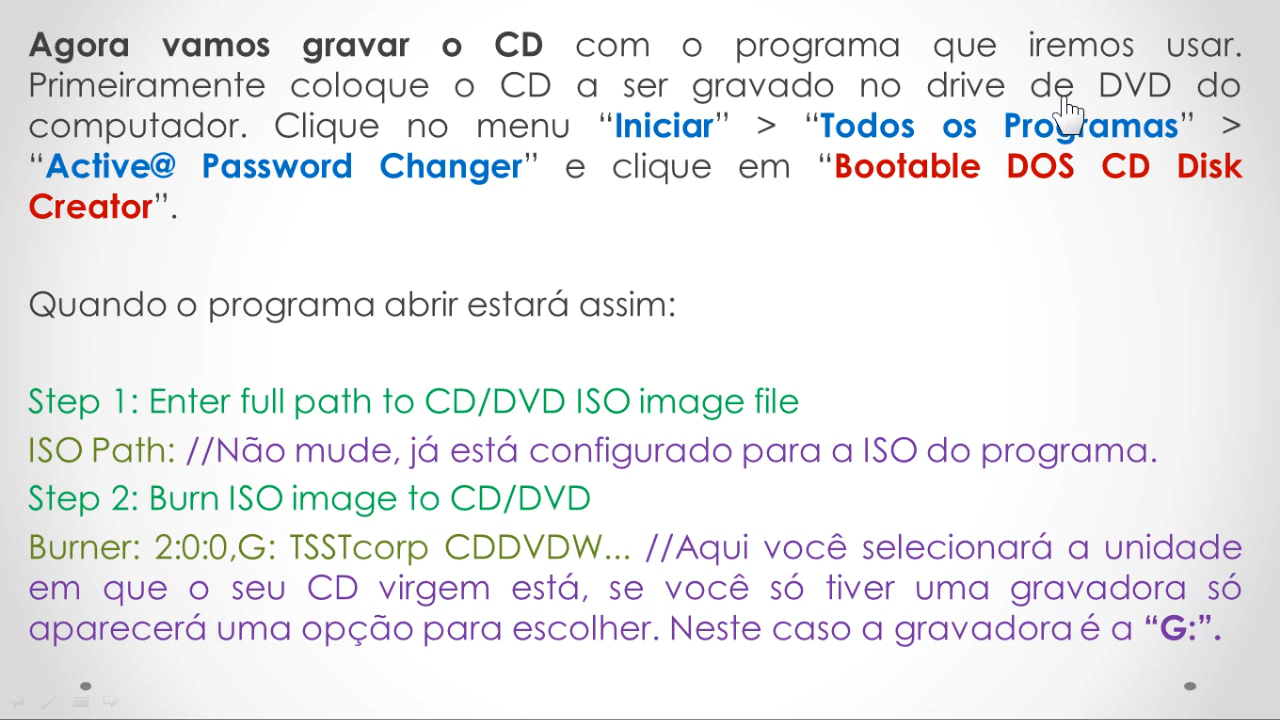 Agora vamos gravar o CD com o programa que iremos usar.
Primeiramente coloque o CD a ser gravado no drive de DVD do
computador. Clique no menu “Iniciar” > “Todos os Programas” >
“Active@ Password Changer” e clique em “Bootable DOS CD Disk
Creator”.
Quando o programa abrir estará assim:
Step 1: Enter full path to CD/DVD ISO image file
ISO Path: //Não mude, já está configurado para a ISO do programa.
Step 2: Burn ISO image to CD/DVD
Burner: 2:0:0,G: TSSTcorp CDDVDW... //Aqui você selecionará a unidade
em que o seu CD virgem está, se você só tiver uma gravadora só
aparecerá uma opção para escolher. Neste caso a gravadora é a “G:”.